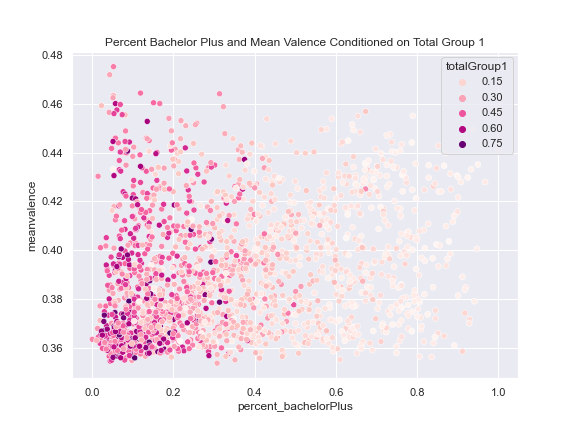 Percent Bachelor Plus and Mean Valence Conditioned on Total Group 1
0.48
0.46
0.44
0.42
0.40
0.38
0.36
meanvalence
totalGroup1
0.15
0.30
0.45
0.60
0.75
0.0 0.2 0.4 0.6 0.8 1.0
percent_bachelorPlus